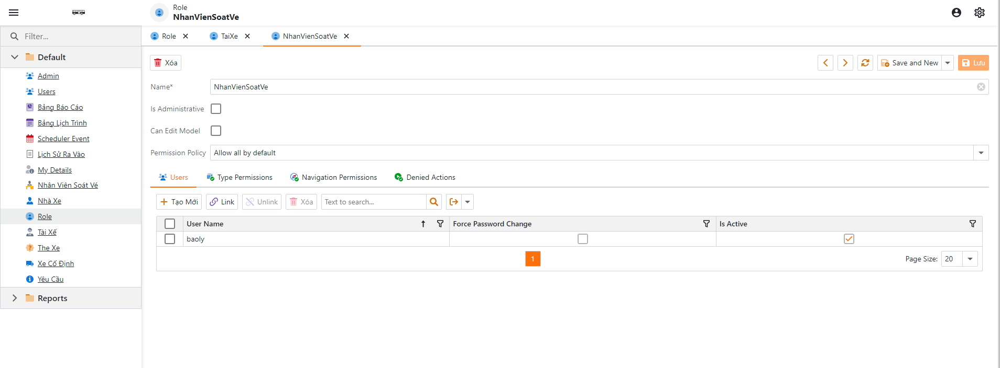 Role
NhanVienSoatVe
Filter...
Role
TaiXe
NhanVienSoatVe
Default
Admin
Users
Bảng Báo Cáo
Bảng Lịch Trình
Scheduler Event
Lịch Sử Ra Vào
My Details
Nhân Viên Soát Vé
Nhà Xe
Role
Tài Xế
The Xe
Xe Cố Định
Yêu Cầu
Reports
Xóa
Save and New
Lưu
Name*
NhanVienSoatVe
Is Administrative
Can Edit Model
Permission Policy
Allow all by default
Users
Type Permissions
Navigation Permissions
Denied Actions
Tạo Mới
Link
Unlink
Xóa
Text to search...
User Name
Force Password Change
Is Active
baoly
1
Page Size:
20